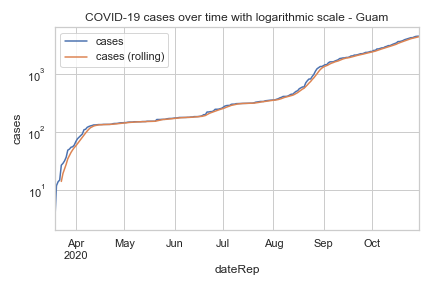 COVID-19 cases over time with logarithmic scale - Guam
cases
cases (rolling)
10³
10²
10¹
cases
Apr May Jun Jul Aug Sep Oct
2020
dateRep